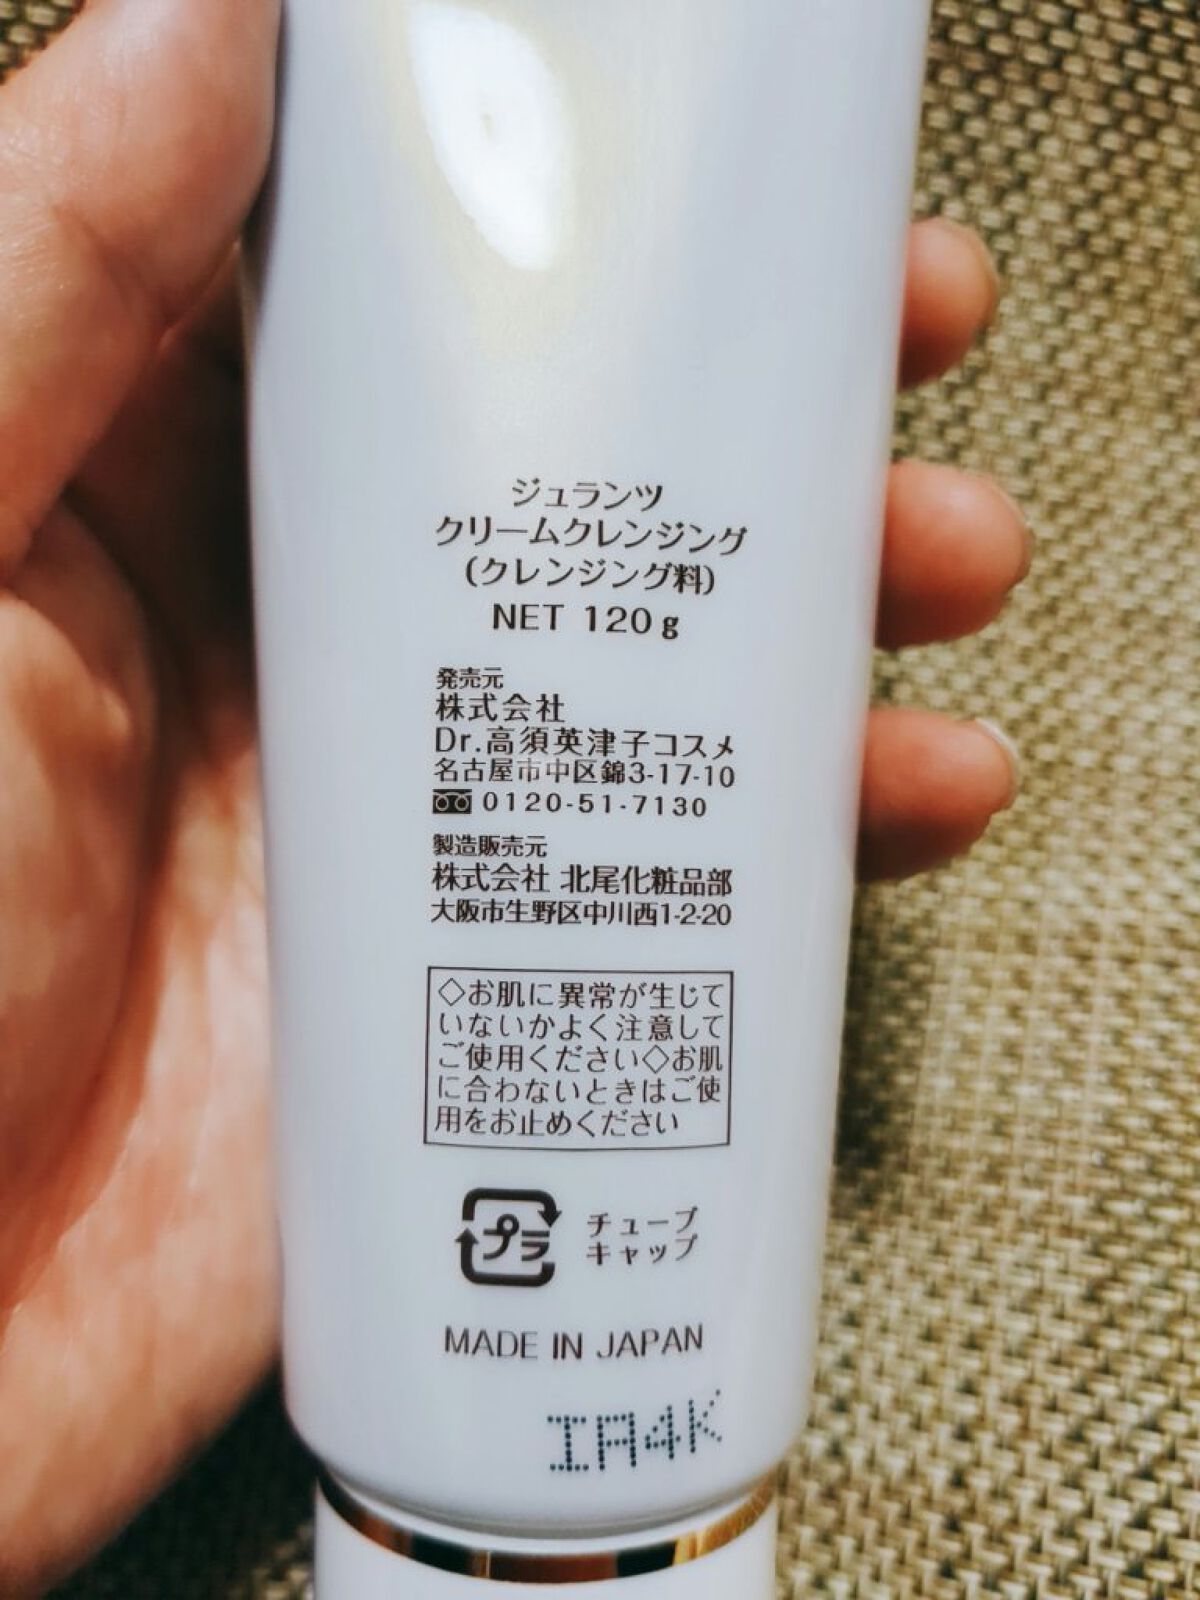 ジュランツ
クリームクレンジング
(クレンジング料)
NET 120g
発売元
株式会社
Dr.高須英津子コスメ
名古屋市中区錦3-17-10
0120-51-7130
製造販売元
株式会社 北尾化粧品部
大阪市生野区中川西1-2-20
◇お肌に異常が生じて
いないかよく注意して
ご使用ください◇お肌
に合わないときはご使
用をお止めください
プラ
チューブ
キャップ
MADE IN JAPAN
IA4K